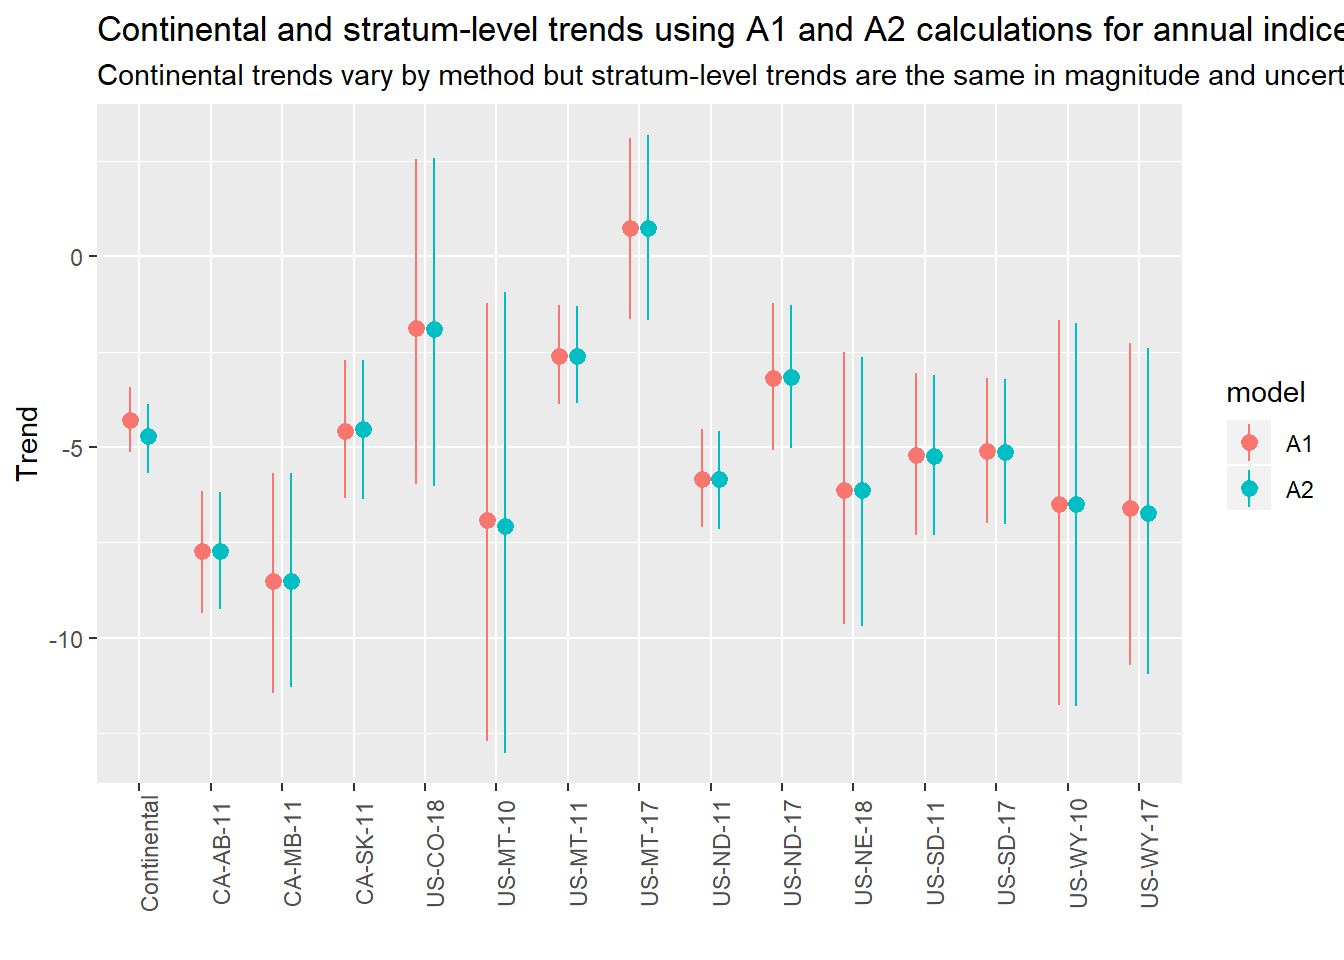 Continental and stratum-level trends using A1 and A2 calculations for annual indice
Continental trends vary by method but stratum-level trends are the same in magnitude and uncert
Trend
0
-5
-10
Continental
CA-AB-11
CA-MB-11
CA-SK-11
US-CO-18
US-MT-10
US-MT-11
US-MT-17
US-ND-11
US-ND-17
US-NE-18
US-SD-11
US-SD-17
US-WY-10
US-WY-17
model
A1
A2